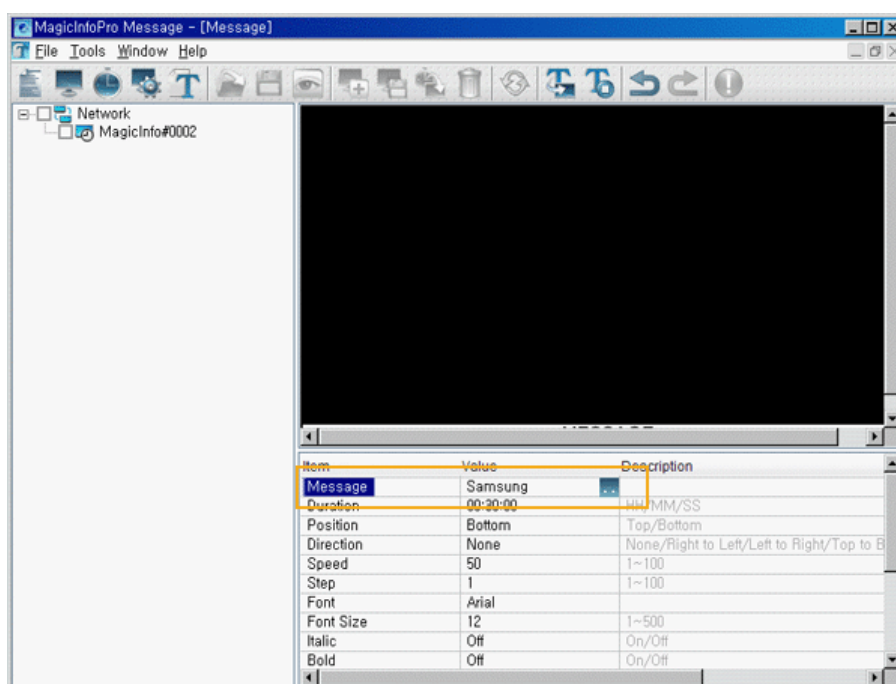 MagicInfoPro Message - [Message]
File Tools Window Help
Network
MagicInfo#0002
Item Value Description
Message Samsung ..
Duration 00:30:00 HH/MM/SS
Position Bottom Top/Bottom
Direction None None/Right to Left/Left to Right/Top to B
Speed 50 1~100
Step 1 1~100
Font Arial
Font Size 12 1~500
Italic Off On/Off
Bold Off On/Off